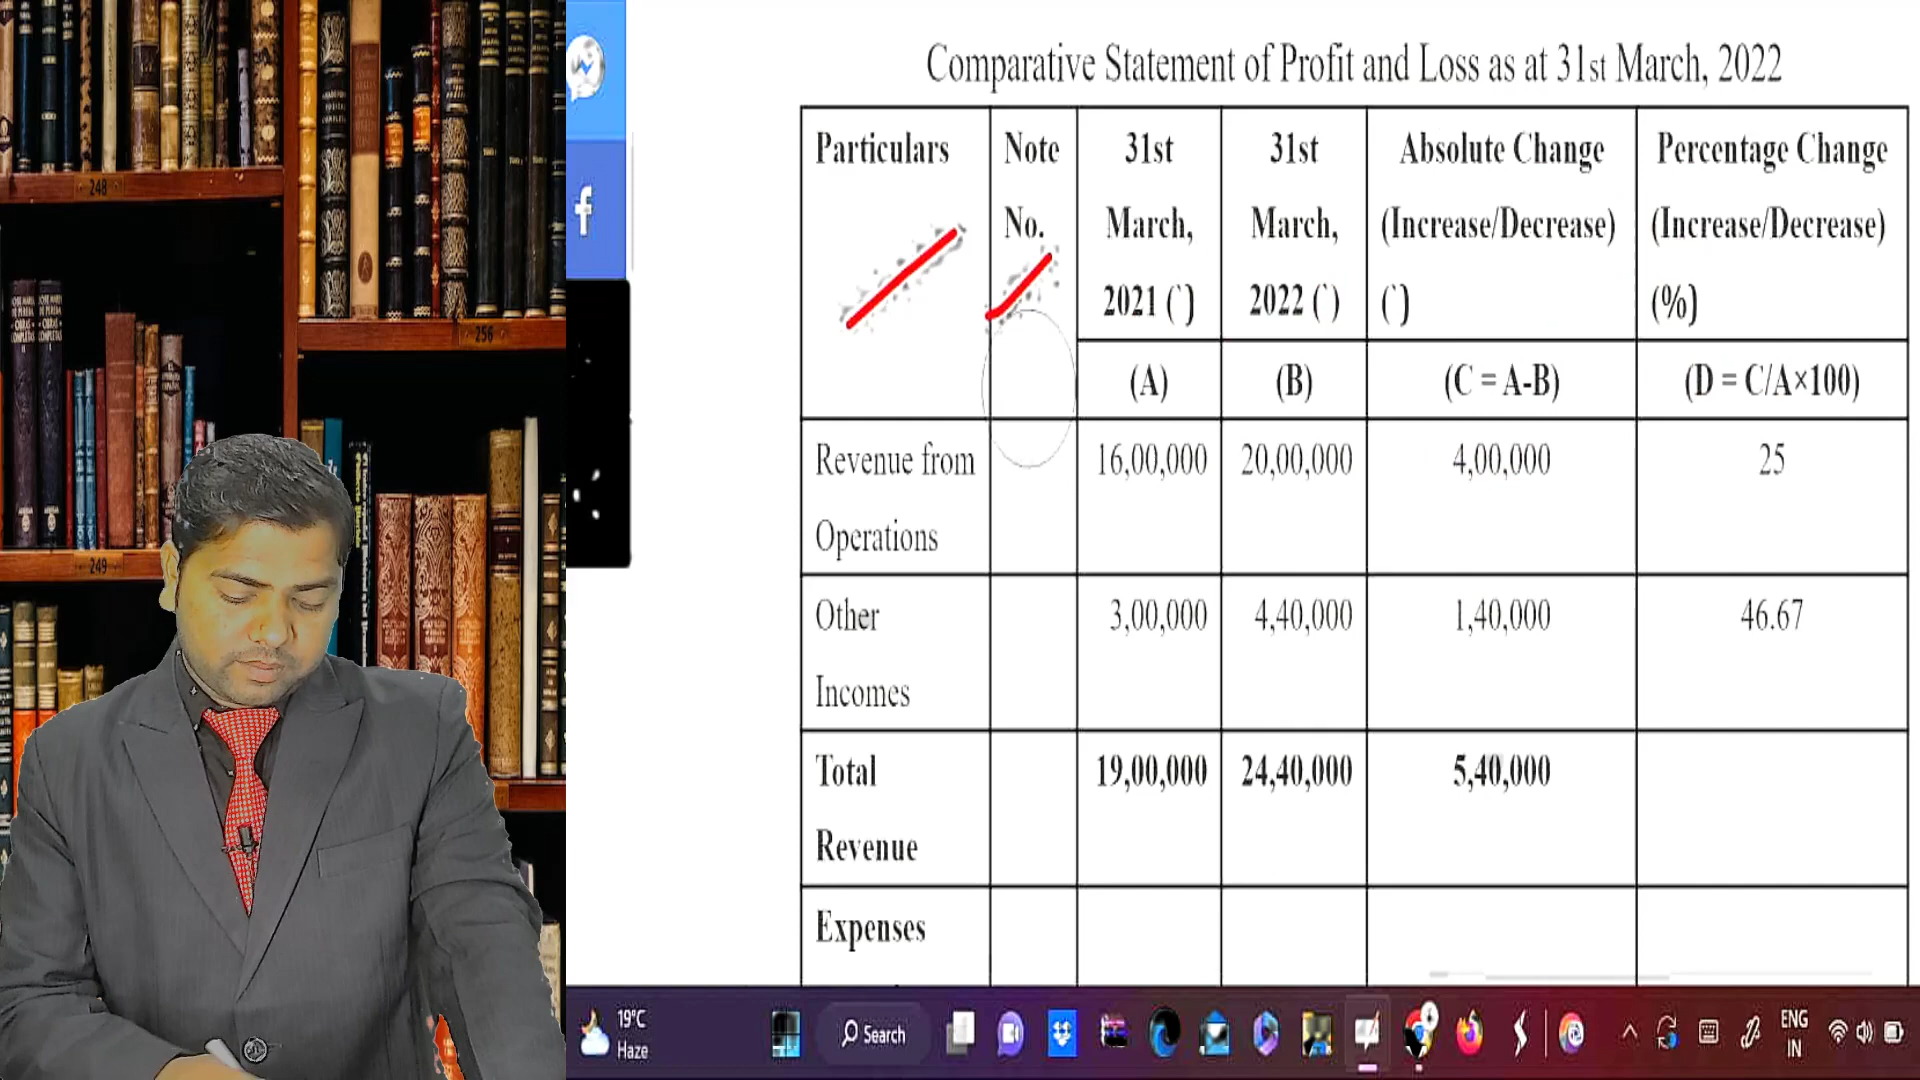 Comparative Statement of Profit and Loss as at 31st March, 2022
Particulars
Note
No.
31st
March,
2021 (`)
31st
March,
2022 (`)
Absolute Change
(Increase/Decrease)
(`)
Percentage Change
(Increase/Decrease)
(%)
(A)
(B)
(C = A-B)
(D = C/A×100)
Revenue from
Operations
16,00,000
20,00,000
4,00,000
25
Other
Incomes
3,00,000
4,40,000
1,40,000
46.67
Total
Revenue
19,00,000
24,40,000
5,40,000
Expenses
248
256
249
19°C
Haze
Search
ENG
IN